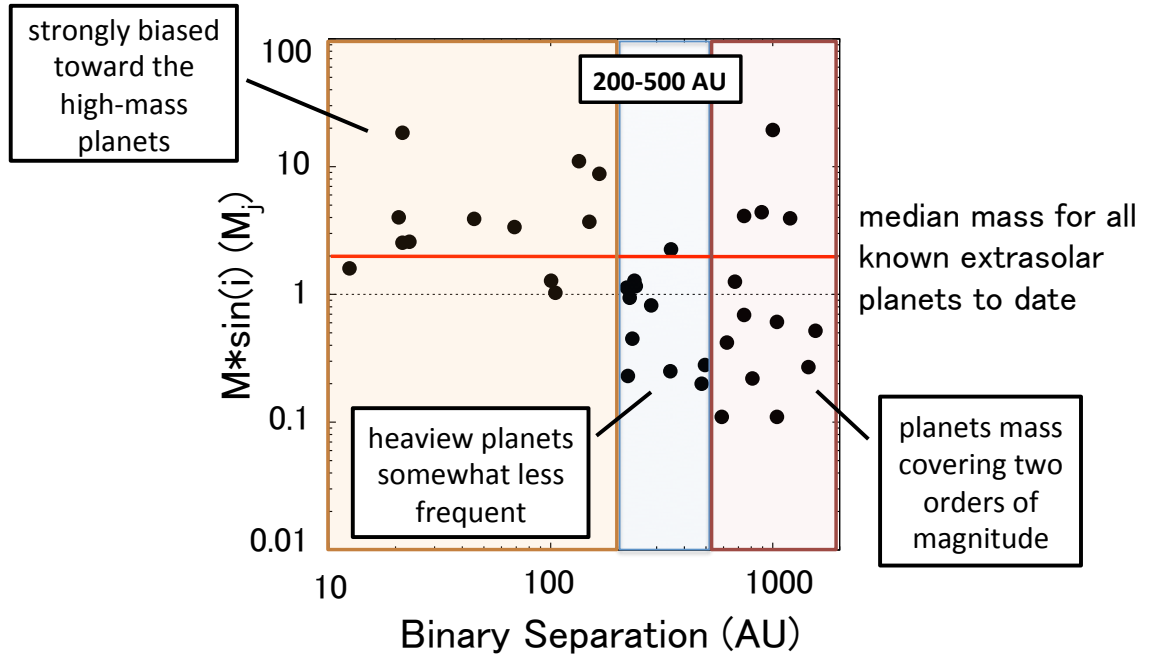 strongly biased
toward the
high-mass
planets
200-500 AU
100
10
1
0.1
0.01
M*sin(i) (Mj)
median mass for all
known extrasolar
planets to date
heaview planets
somewhat less
frequent
planets mass
covering two
orders of
magnitude
10
100
1000
Binary Separation (AU)